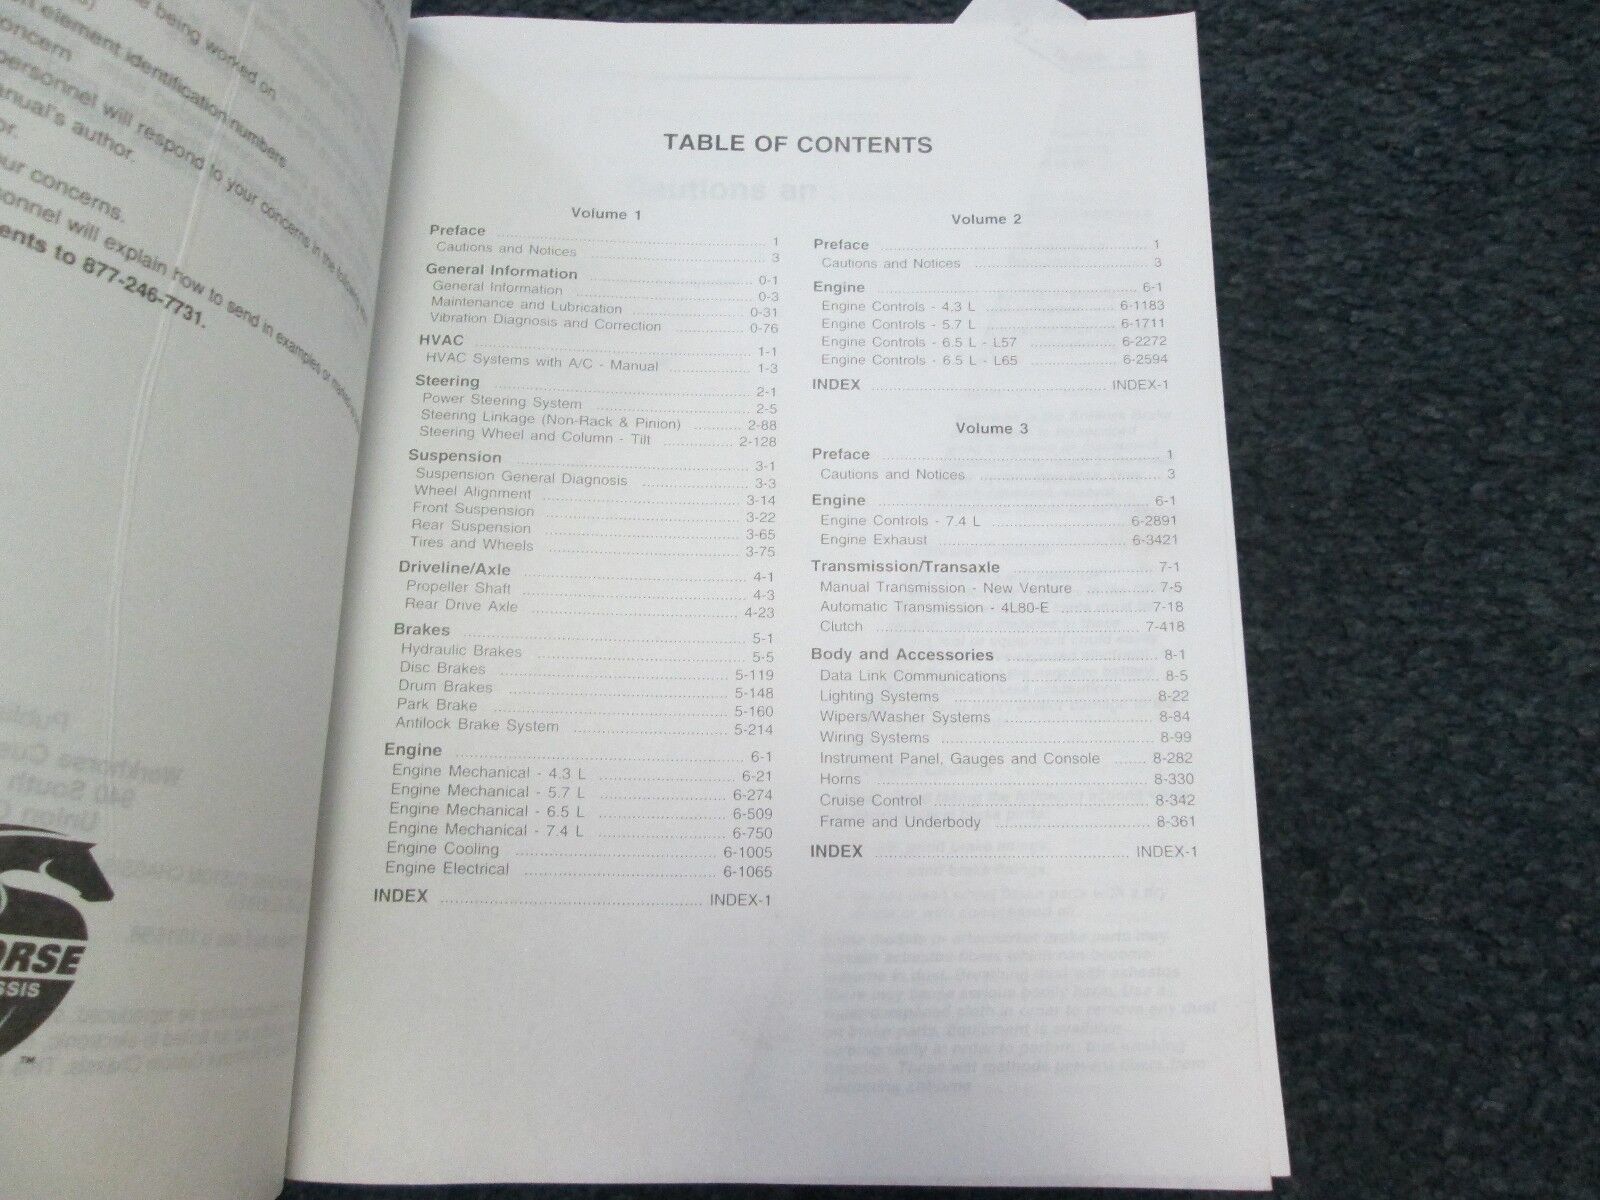 e being worked on
element identification numbers
oncern
personnel will respond to your concerns in the following
anual's author.
or.
our concerns.
sonnel will explain how to send in examples or
ents to 877-246-7731.
ORSE
SSIS
™
TABLE OF CONTENTS
Volume 1
Preface 1
Cautions and Notices 3
General Information 0-1
General Information 0-3
Maintenance and Lubrication 0-31
Vibration Diagnosis and Correction 0-76
HVAC 1-1
HVAC Systems with A/C - Manual 1-3
Steering 2-1
Power Steering System 2-5
Steering Linkage (Non-Rack & Pinion) 2-88
Steering Wheel and Column - Tilt 2-128
Suspension 3-1
Suspension General Diagnosis 3-3
Wheel Alignment 3-14
Front Suspension 3-22
Rear Suspension 3-65
Tires and Wheels 3-75
Driveline/Axle 4-1
Propeller Shaft 4-3
Rear Drive Axle 4-23
Brakes 5-1
Hydraulic Brakes 5-5
Disc Brakes 5-119
Drum Brakes 5-148
Park Brake 5-160
Antilock Brake System 5-214
Engine 6-1
Engine Mechanical - 4.3 L 6-21
Engine Mechanical - 5.7 L 6-274
Engine Mechanical - 6.5 L 6-509
Engine Mechanical - 7.4 L 6-750
Engine Cooling 6-1005
Engine Electrical 6-1065
INDEX INDEX-1
Volume 2
Preface 1
Cautions and Notices 3
Engine 6-1
Engine Controls - 4.3 L 6-1183
Engine Controls - 5.7 L 6-1711
Engine Controls - 6.5 L - L57 6-2272
Engine Controls - 6.5 L - L65 6-2594
INDEX INDEX-1
Volume 3
Preface 1
Cautions and Notices 3
Engine 6-1
Engine Controls - 7.4 L 6-2891
Engine Exhaust 6-3421
Transmission/Transaxle 7-1
Manual Transmission - New Venture 7-5
Automatic Transmission - 4L80-E 7-18
Clutch 7-418
Body and Accessories 8-1
Data Link Communications 8-5
Lighting Systems 8-22
Wipers/Washer Systems 8-84
Wiring Systems 8-99
Instrument Panel, Gauges and Console 8-282
Horns 8-330
Cruise Control 8-342
Frame and Underbody 8-361
INDEX INDEX-1